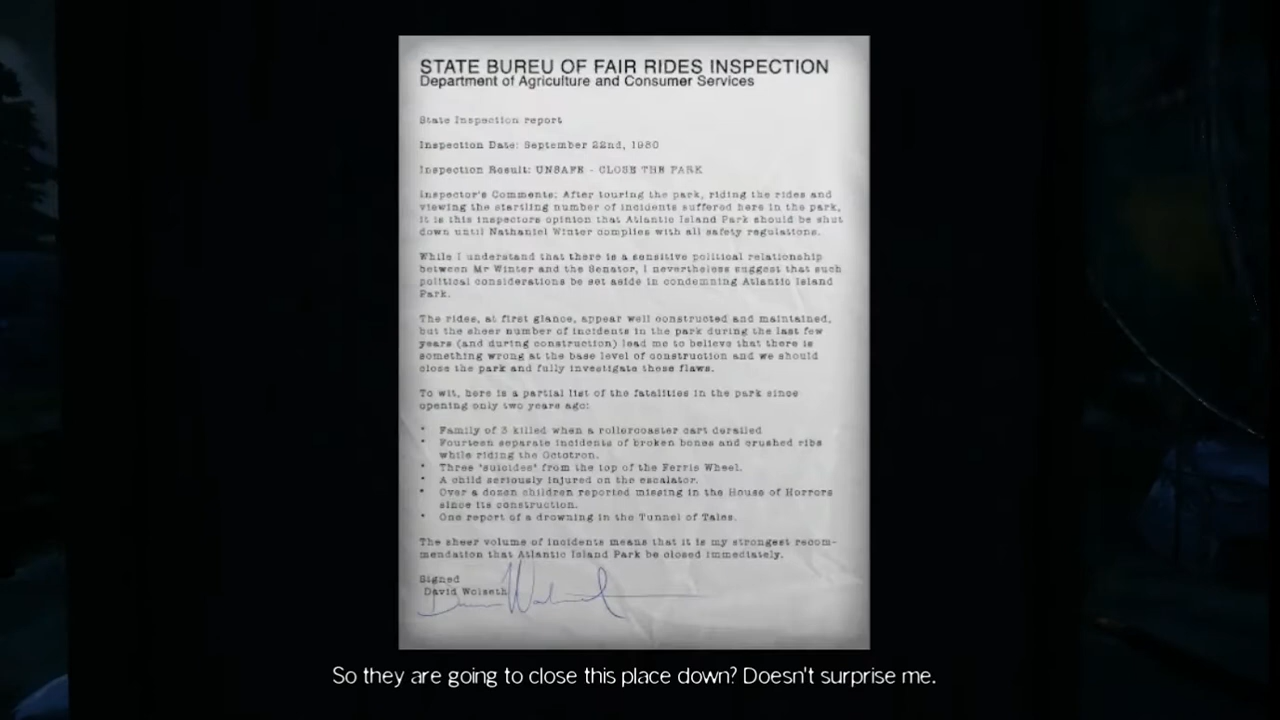 STATE BUREU OF FAIR RIDES INSPECTION
Department of Agriculture and Consumer Services
State Inspection report
Inspection Date: September 22nd, 1980
Inspection Result: UNSAFE - CLOSE THE PARK
Inspector's Comments: After touring the park, riding the rides and
viewing the startling number of incidents suffered here in the park,
it is this inspectors opinion that Atlantic Island Park should be shut
down until Nathaniel Winter complies with all safety regulations.
While I understand that there is a sensitive political relationship
between Mr Winter and the Senator, I nevertheless suggest that such
political considerations be set aside in condemning Atlantic Island
Park.
The rides, at first glance, appear well constructed and maintained,
but the sheer number of incidents in the park during the last few
years (and during construction) lead me to believe that there is
something wrong at the base level of construction and we should
close the park and fully investigate these flaws.
To wit, here is a partial list of the fatalities in the park since
opening only two years ago:
* Family of 3 killed when a rollercoaster cart derailed
* Fourteen separate incidents of broken bones and crushed ribs
while riding the Octotron.
* Three 'suicides' from the top of the Ferris Wheel.
* A child seriously injured on the escalator.
* Over a dozen children reported missing in the House of Horrors
since its construction.
* One report of a drowning in the Tunnel of Tales.
The sheer volume of incidents means that it is my strongest recom-
mendation that Atlantic Island Park be closed immediately.
Signed
David Wolseth
So they are going to close this place down? Doesn't surprise me.